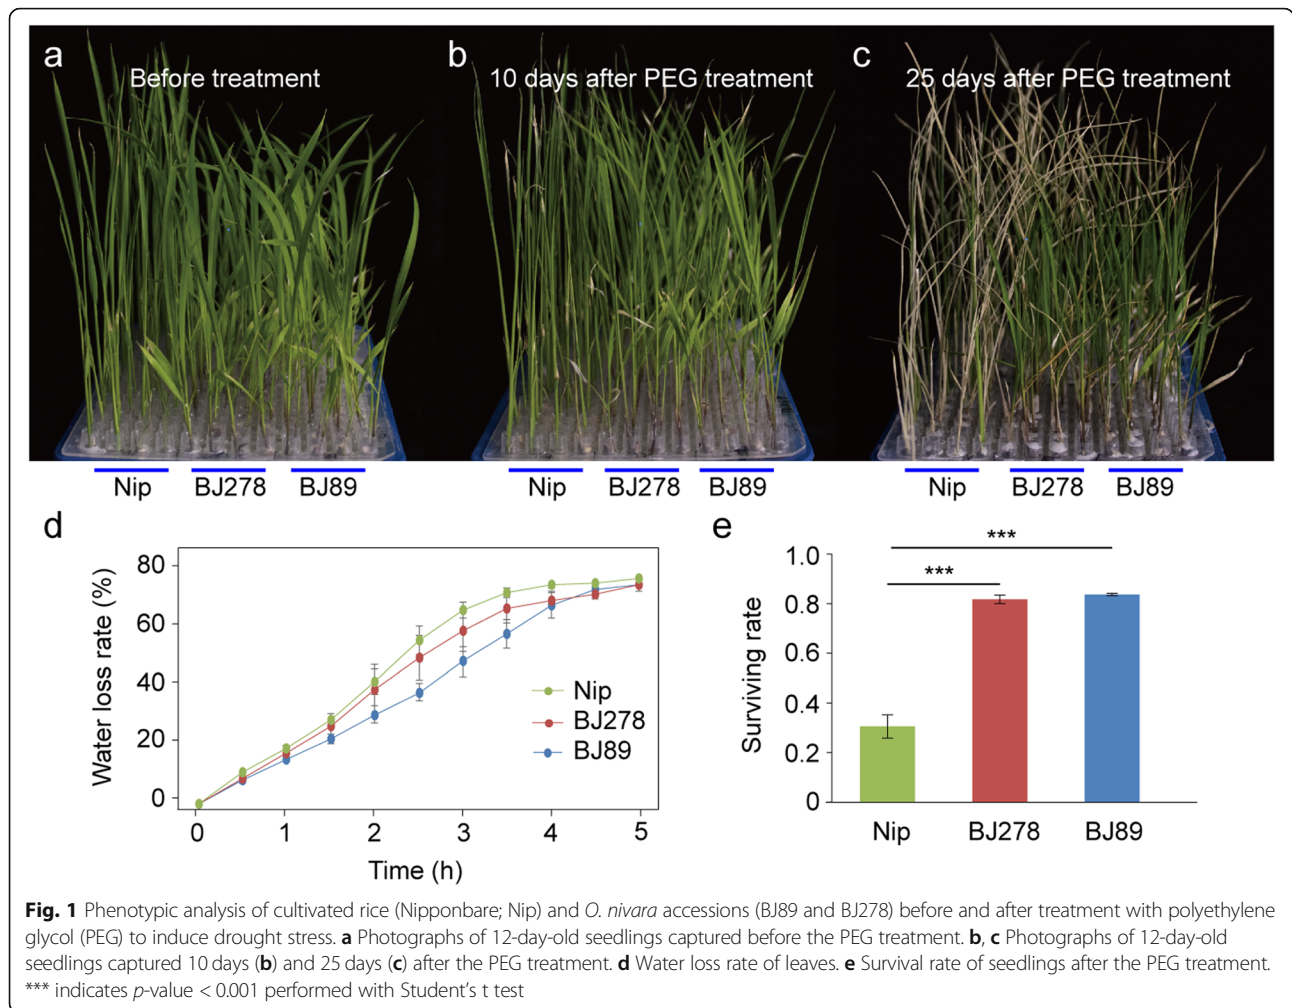 a
Before treatment
b
10 days after PEG treatment
c
25 days after PEG treatment
Nip
BJ278
BJ89
Nip
BJ278
BJ89
Nip
BJ278
BJ89
d
Water loss rate (%)
80
60
40
20
0
Nip
BJ278
BJ89
0
1
2
3
4
5
Time (h)
e
Surviving rate
1.0
0.8
0.6
0.4
0.2
0
***
***
Nip
BJ278
BJ89
Fig. 1 Phenotypic analysis of cultivated rice (Nipponbare; Nip) and O. nivara accessions (BJ89 and BJ278) before and after treatment with polyethylene
glycol (PEG) to induce drought stress. a Photographs of 12-day-old seedlings captured before the PEG treatment. b, c Photographs of 12-day-old
seedlings captured 10 days (b) and 25 days (c) after the PEG treatment. d Water loss rate of leaves. e Survival rate of seedlings after the PEG treatment.
*** indicates p-value < 0.001 performed with Student's t test